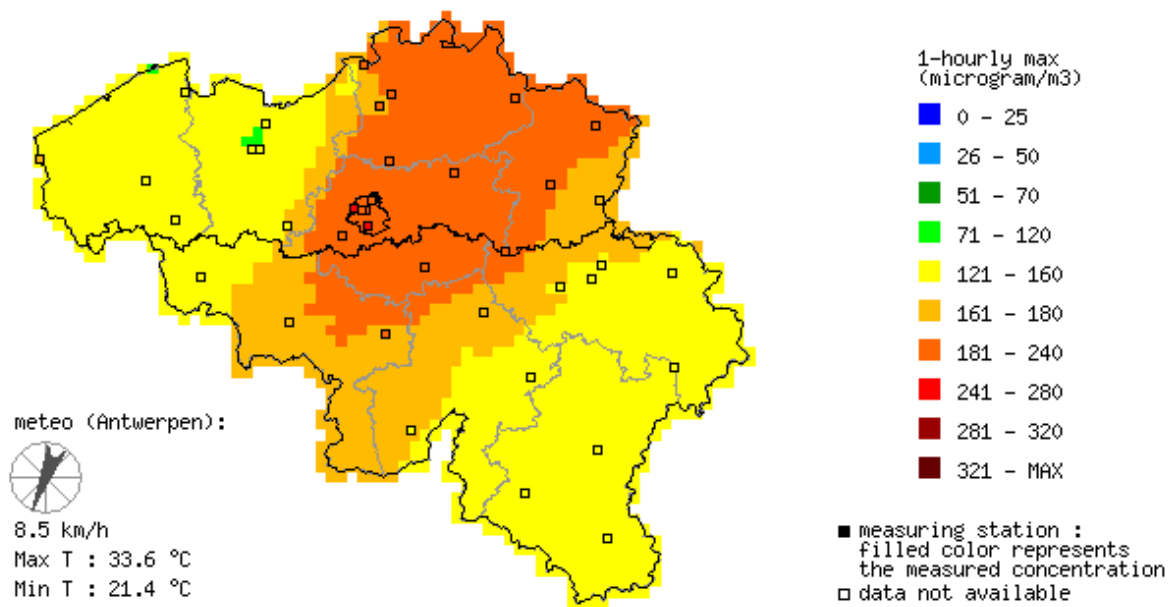 1-hourly max
(microgram/m3)
0 - 25
26 - 50
51 - 70
71 - 120
121 - 160
161 - 180
181 - 240
241 - 280
281 - 320
321 - MAX
meteo (Antwerpen):
8.5 km/h
Max T : 33.6 °C
Min T : 21.4 °C
measuring station :
filled color represents
the measured concentration
data not available